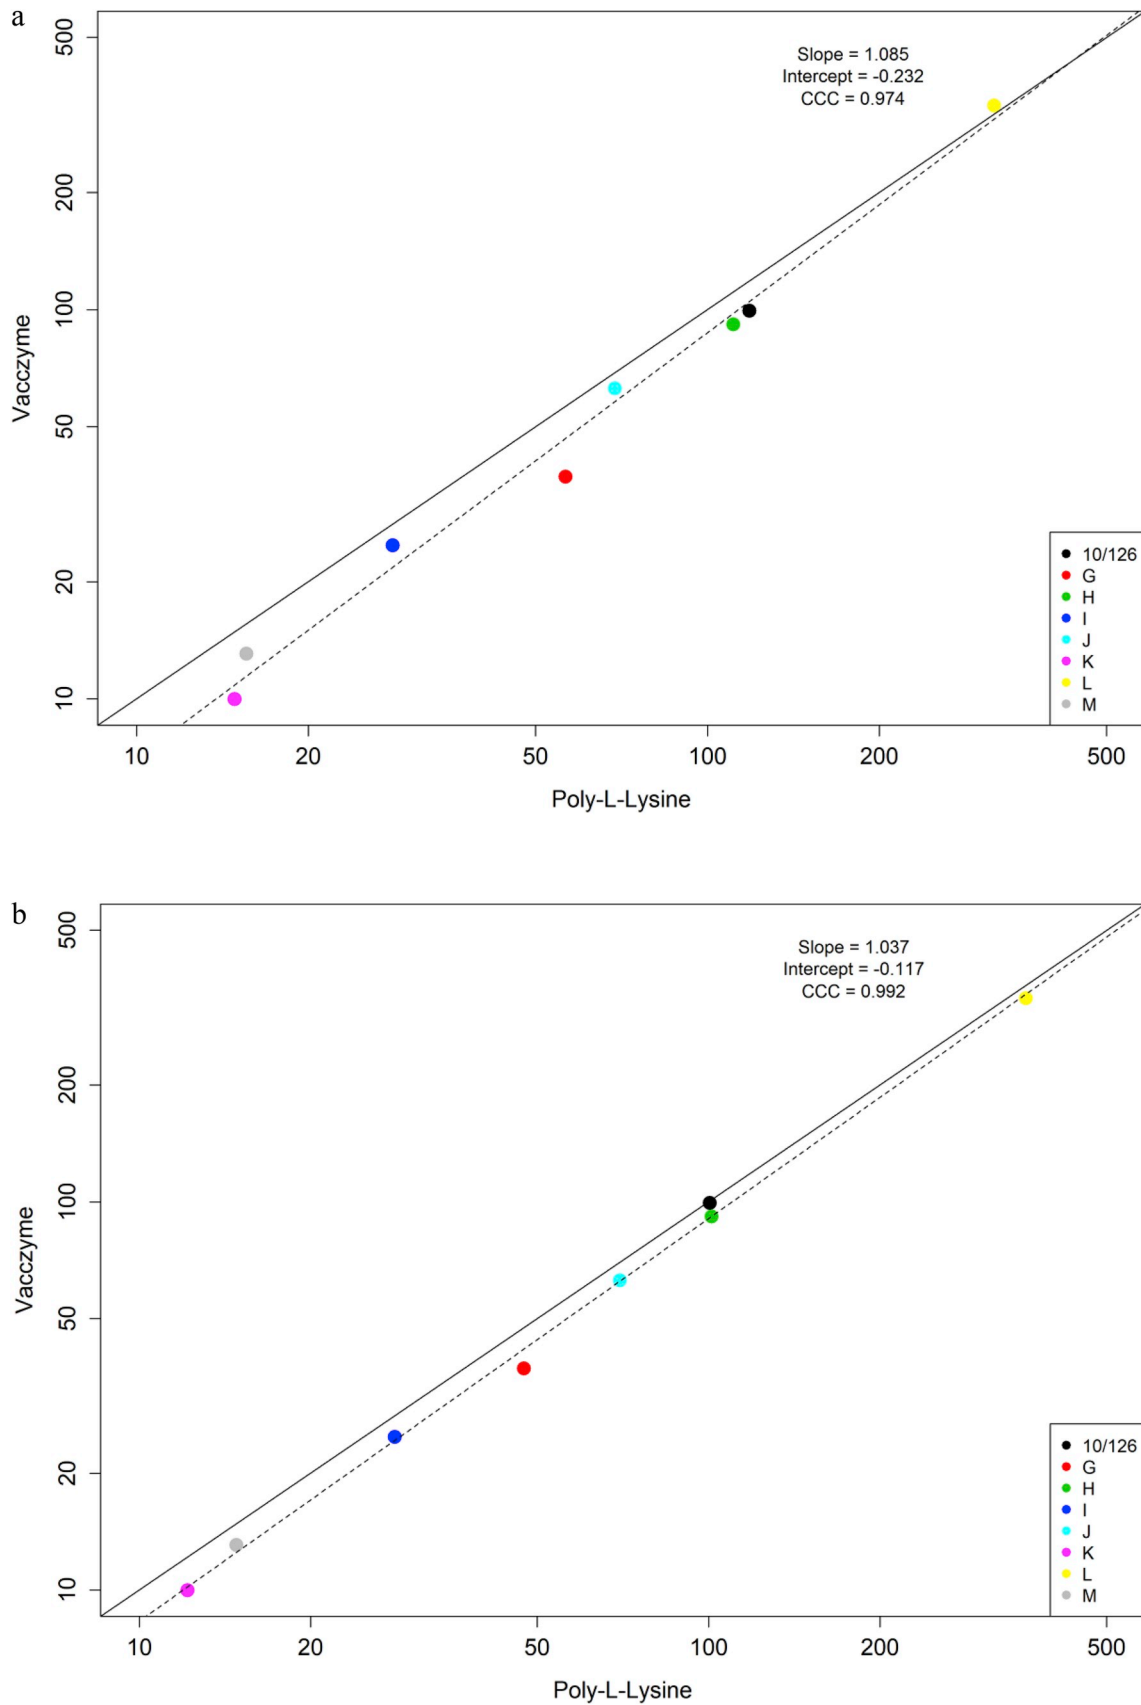 a
Slope = 1.085
Intercept = -0.232
CCC = 0.974
500
200
100
50
20
10
Vacczyme
10/126
G
H
I
J
K
L
M
10 20 50 100 200 500
Poly-L-Lysine
b
Slope = 1.037
Intercept = -0.117
CCC = 0.992
500
200
100
50
20
10
Vacczyme
10/126
G
H
I
J
K
L
M
10 20 50 100 200 500
Poly-L-Lysine